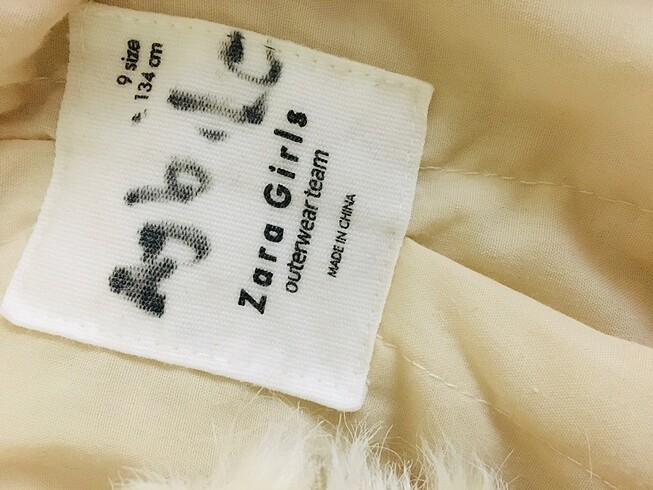 9 size
134 cm
Zara Girls
outerwear team
MADE IN CHINA